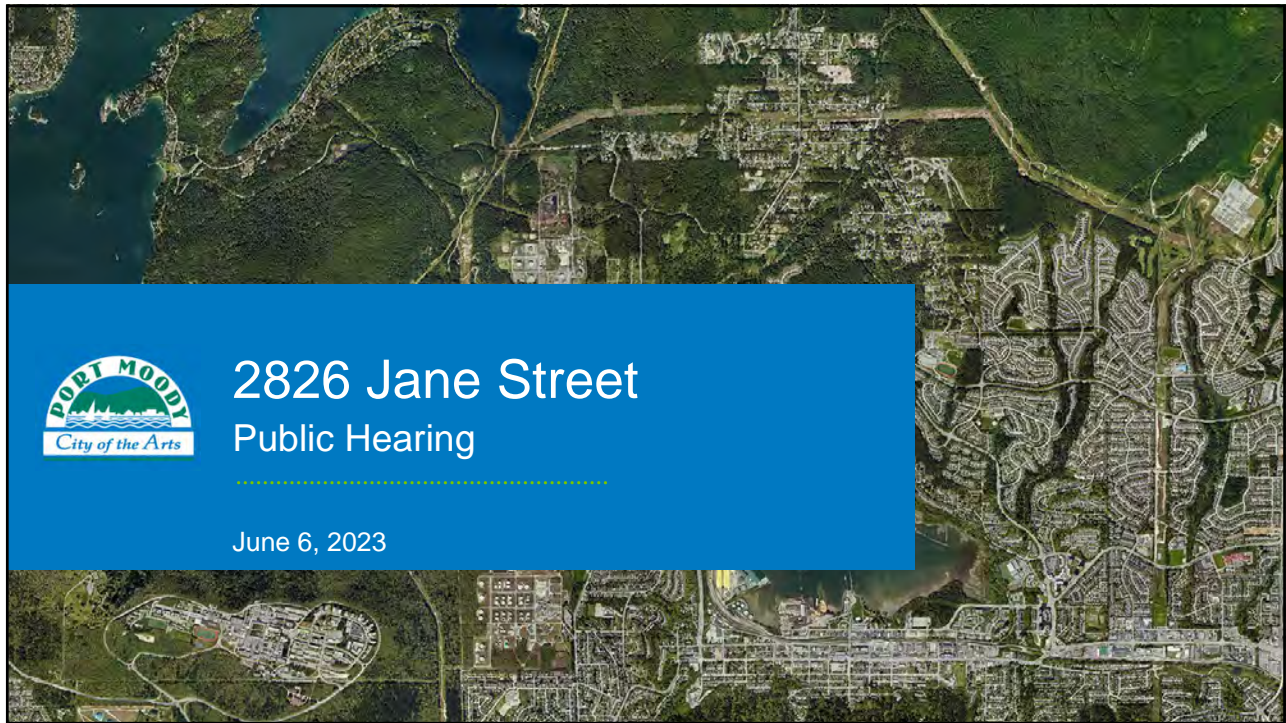 PORT MOODY
City of the Arts
2826 Jane Street
Public Hearing
June 6, 2023